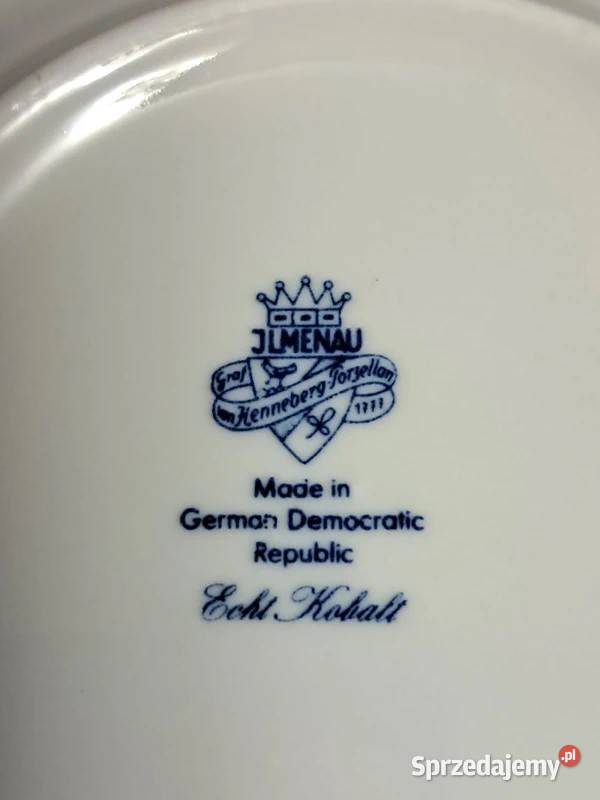 JLMENAU
Graf
von Henneberg-Porzellan
1777
Made in
German Democratic
Republic
Echt Kobalt
Sprzedajemy.pl